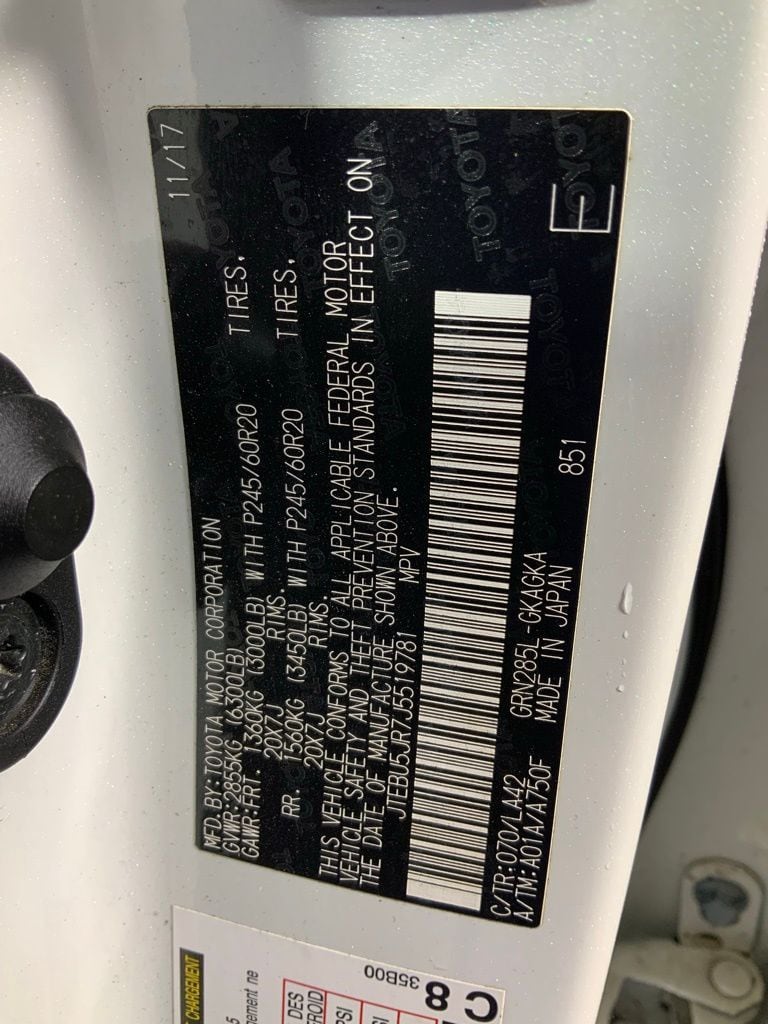 11/17
MFD.BY:TOYOTA MOTOR CORPORATION
GVWR:2855KG (6300LB)
GAWR:FRT. 1360KG (3000LB) WITH P245/60R20 TIRES,
20X7J RIMS.
RR. 1560KG (3450LB) WITH P245/60R20 TIRES,
20X7J RIMS.
THIS VEHICLE CONFORMS TO ALL APPLICABLE FEDERAL MOTOR
VEHICLE SAFETY AND THEFT PREVENTION STANDARDS IN EFFECT ON
THE DATE OF MANUFACTURE SHOWN ABOVE.
JTEBU5JR7J5519781 MPV
C/TR:070/LA42 GRN285L-GKAGKA 851
A/TM:A01A/A750F MADE IN JAPAN
E
CHARGEMENT
DES
C8
35B00